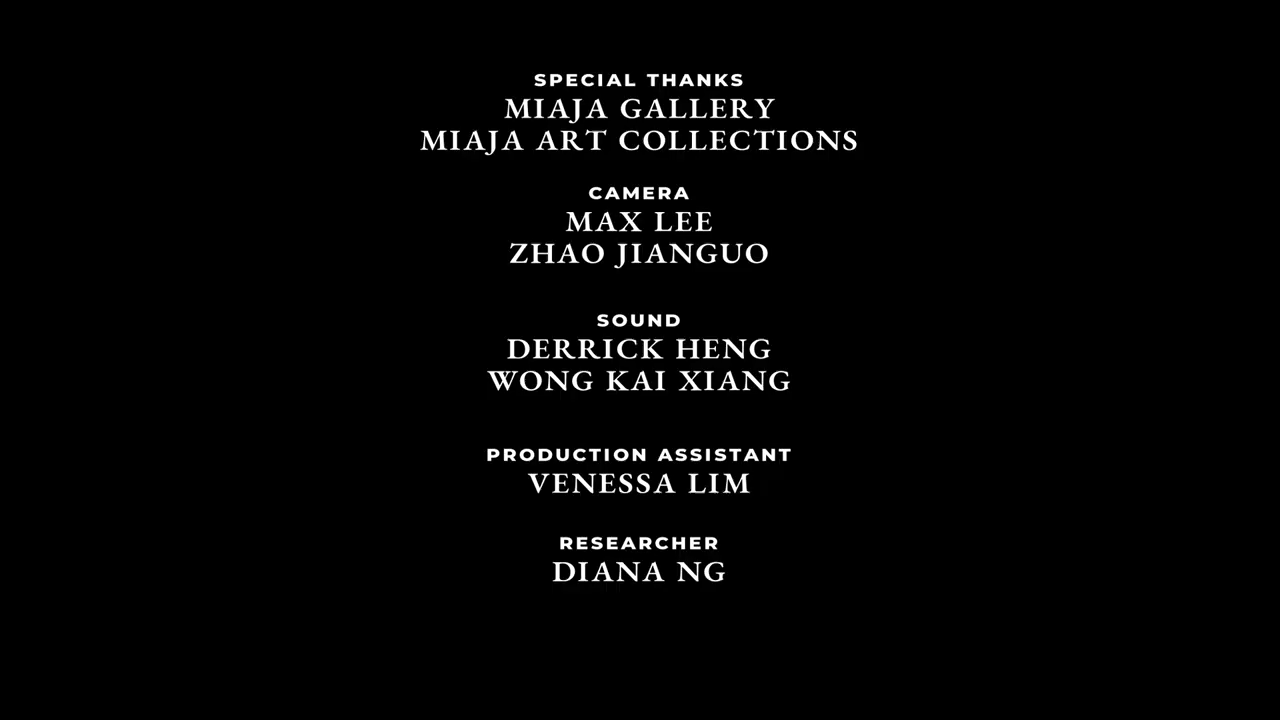 SPECIAL THANKS
MIAJA GALLERY
MIAJA ART COLLECTIONS
CAMERA
MAX LEE
ZHAO JIANGUO
SOUND
DERRICK HENG
WONG KAI XIANG
PRODUCTION ASSISTANT
VENESSA LIM
RESEARCHER
DIANA NG